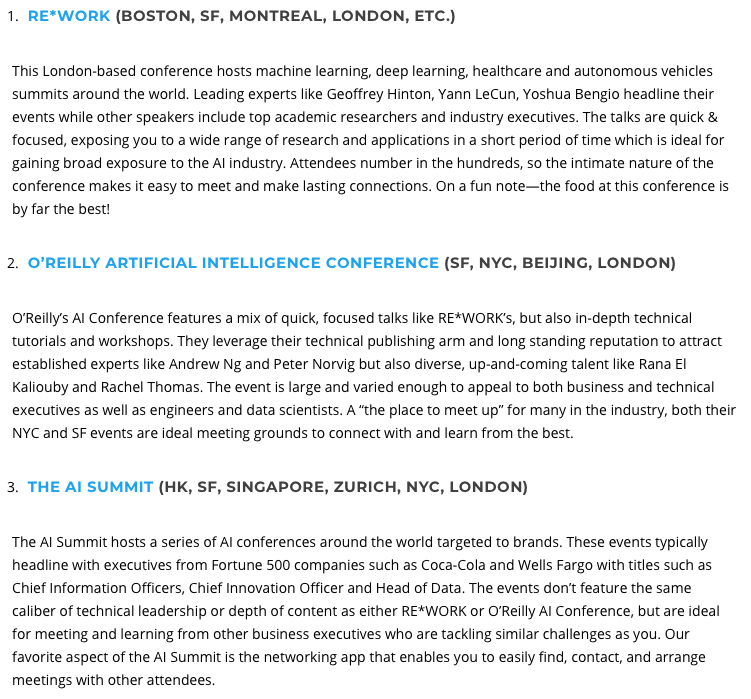 1. RE*WORK (BOSTON, SF, MONTREAL, LONDON, ETC.)
This London-based conference hosts machine learning, deep learning, healthcare and autonomous vehicles
summits around the world. Leading experts like Geoffrey Hinton, Yann LeCun, Yoshua Bengio headline their
events while other speakers include top academic researchers and industry executives. The talks are quick &
focused, exposing you to a wide range of research and applications in a short period of time which is ideal for
gaining broad exposure to the AI industry. Attendees number in the hundreds, so the intimate nature of the
conference makes it easy to meet and make lasting connections. On a fun note—the food at this conference is
by far the best!
2. O’REILLY ARTIFICIAL INTELLIGENCE CONFERENCE (SF, NYC, BEIJING, LONDON)
O’Reilly’s AI Conference features a mix of quick, focused talks like RE*WORK’s, but also in-depth technical
tutorials and workshops. They leverage their technical publishing arm and long standing reputation to attract
established experts like Andrew Ng and Peter Norvig but also diverse, up-and-coming talent like Rana El
Kaliouby and Rachel Thomas. The event is large and varied enough to appeal to both business and technical
executives as well as engineers and data scientists. A “the place to meet up” for many in the industry, both their
NYC and SF events are ideal meeting grounds to connect with and learn from the best.
3. THE AI SUMMIT (HK, SF, SINGAPORE, ZURICH, NYC, LONDON)
The AI Summit hosts a series of AI conferences around the world targeted to brands. These events typically
headline with executives from Fortune 500 companies such as Coca-Cola and Wells Fargo with titles such as
Chief Information Officers, Chief Innovation Officer and Head of Data. The events don’t feature the same
caliber of technical leadership or depth of content as either RE*WORK or O’Reilly AI Conference, but are ideal
for meeting and learning from other business executives who are tackling similar challenges as you. Our
favorite aspect of the AI Summit is the networking app that enables you to easily find, contact, and arrange
meetings with other attendees.